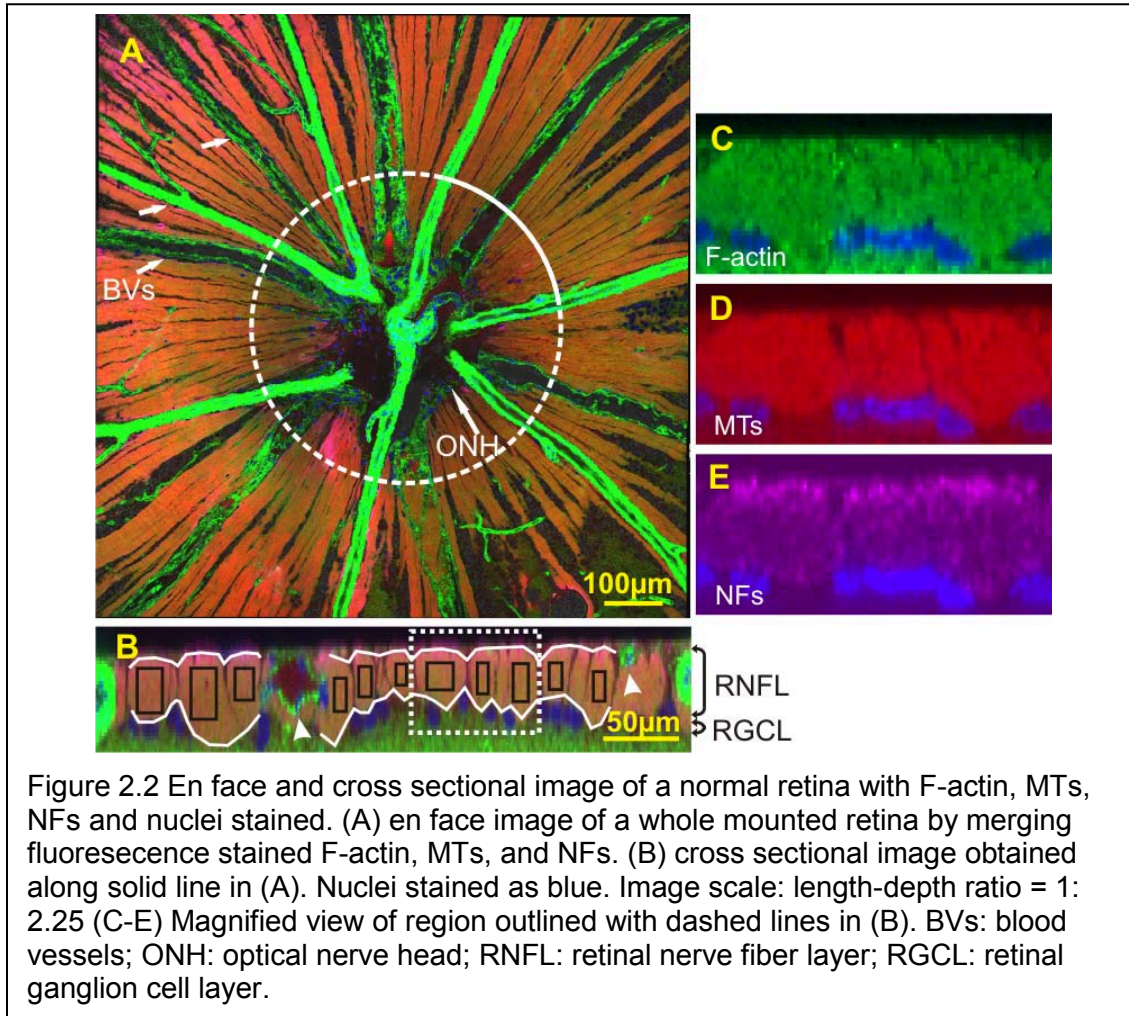 A
BVs
ONH
100µm
B
50µm
RNFL
RGCL
C
F-actin
D
MTs
E
NFs
Figure 2.2 En face and cross sectional image of a normal retina with F-actin, MTs,
NFs and nuclei stained. (A) en face image of a whole mounted retina by merging
fluoresecence stained F-actin, MTs, and NFs. (B) cross sectional image obtained
along solid line in (A). Nuclei stained as blue. Image scale: length-depth ratio = 1:
2.25 (C-E) Magnified view of region outlined with dashed lines in (B). BVs: blood
vessels; ONH: optical nerve head; RNFL: retinal nerve fiber layer; RGCL: retinal
ganglion cell layer.